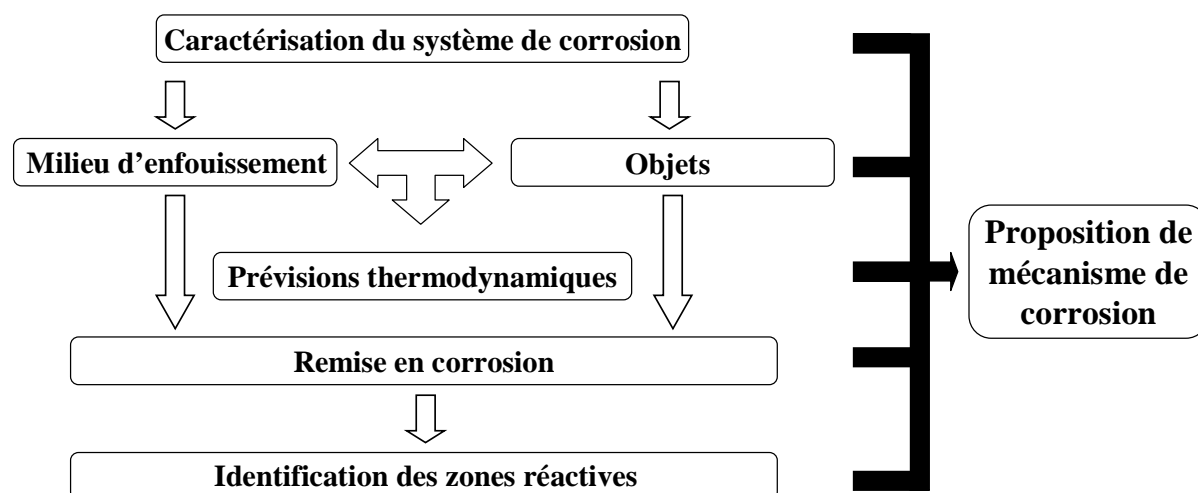 Caractérisation du système de corrosion
Milieu d'enfouissement
Objets
Prévisions thermodynamiques
Remise en corrosion
Identification des zones réactives
Proposition de
mécanisme de
corrosion